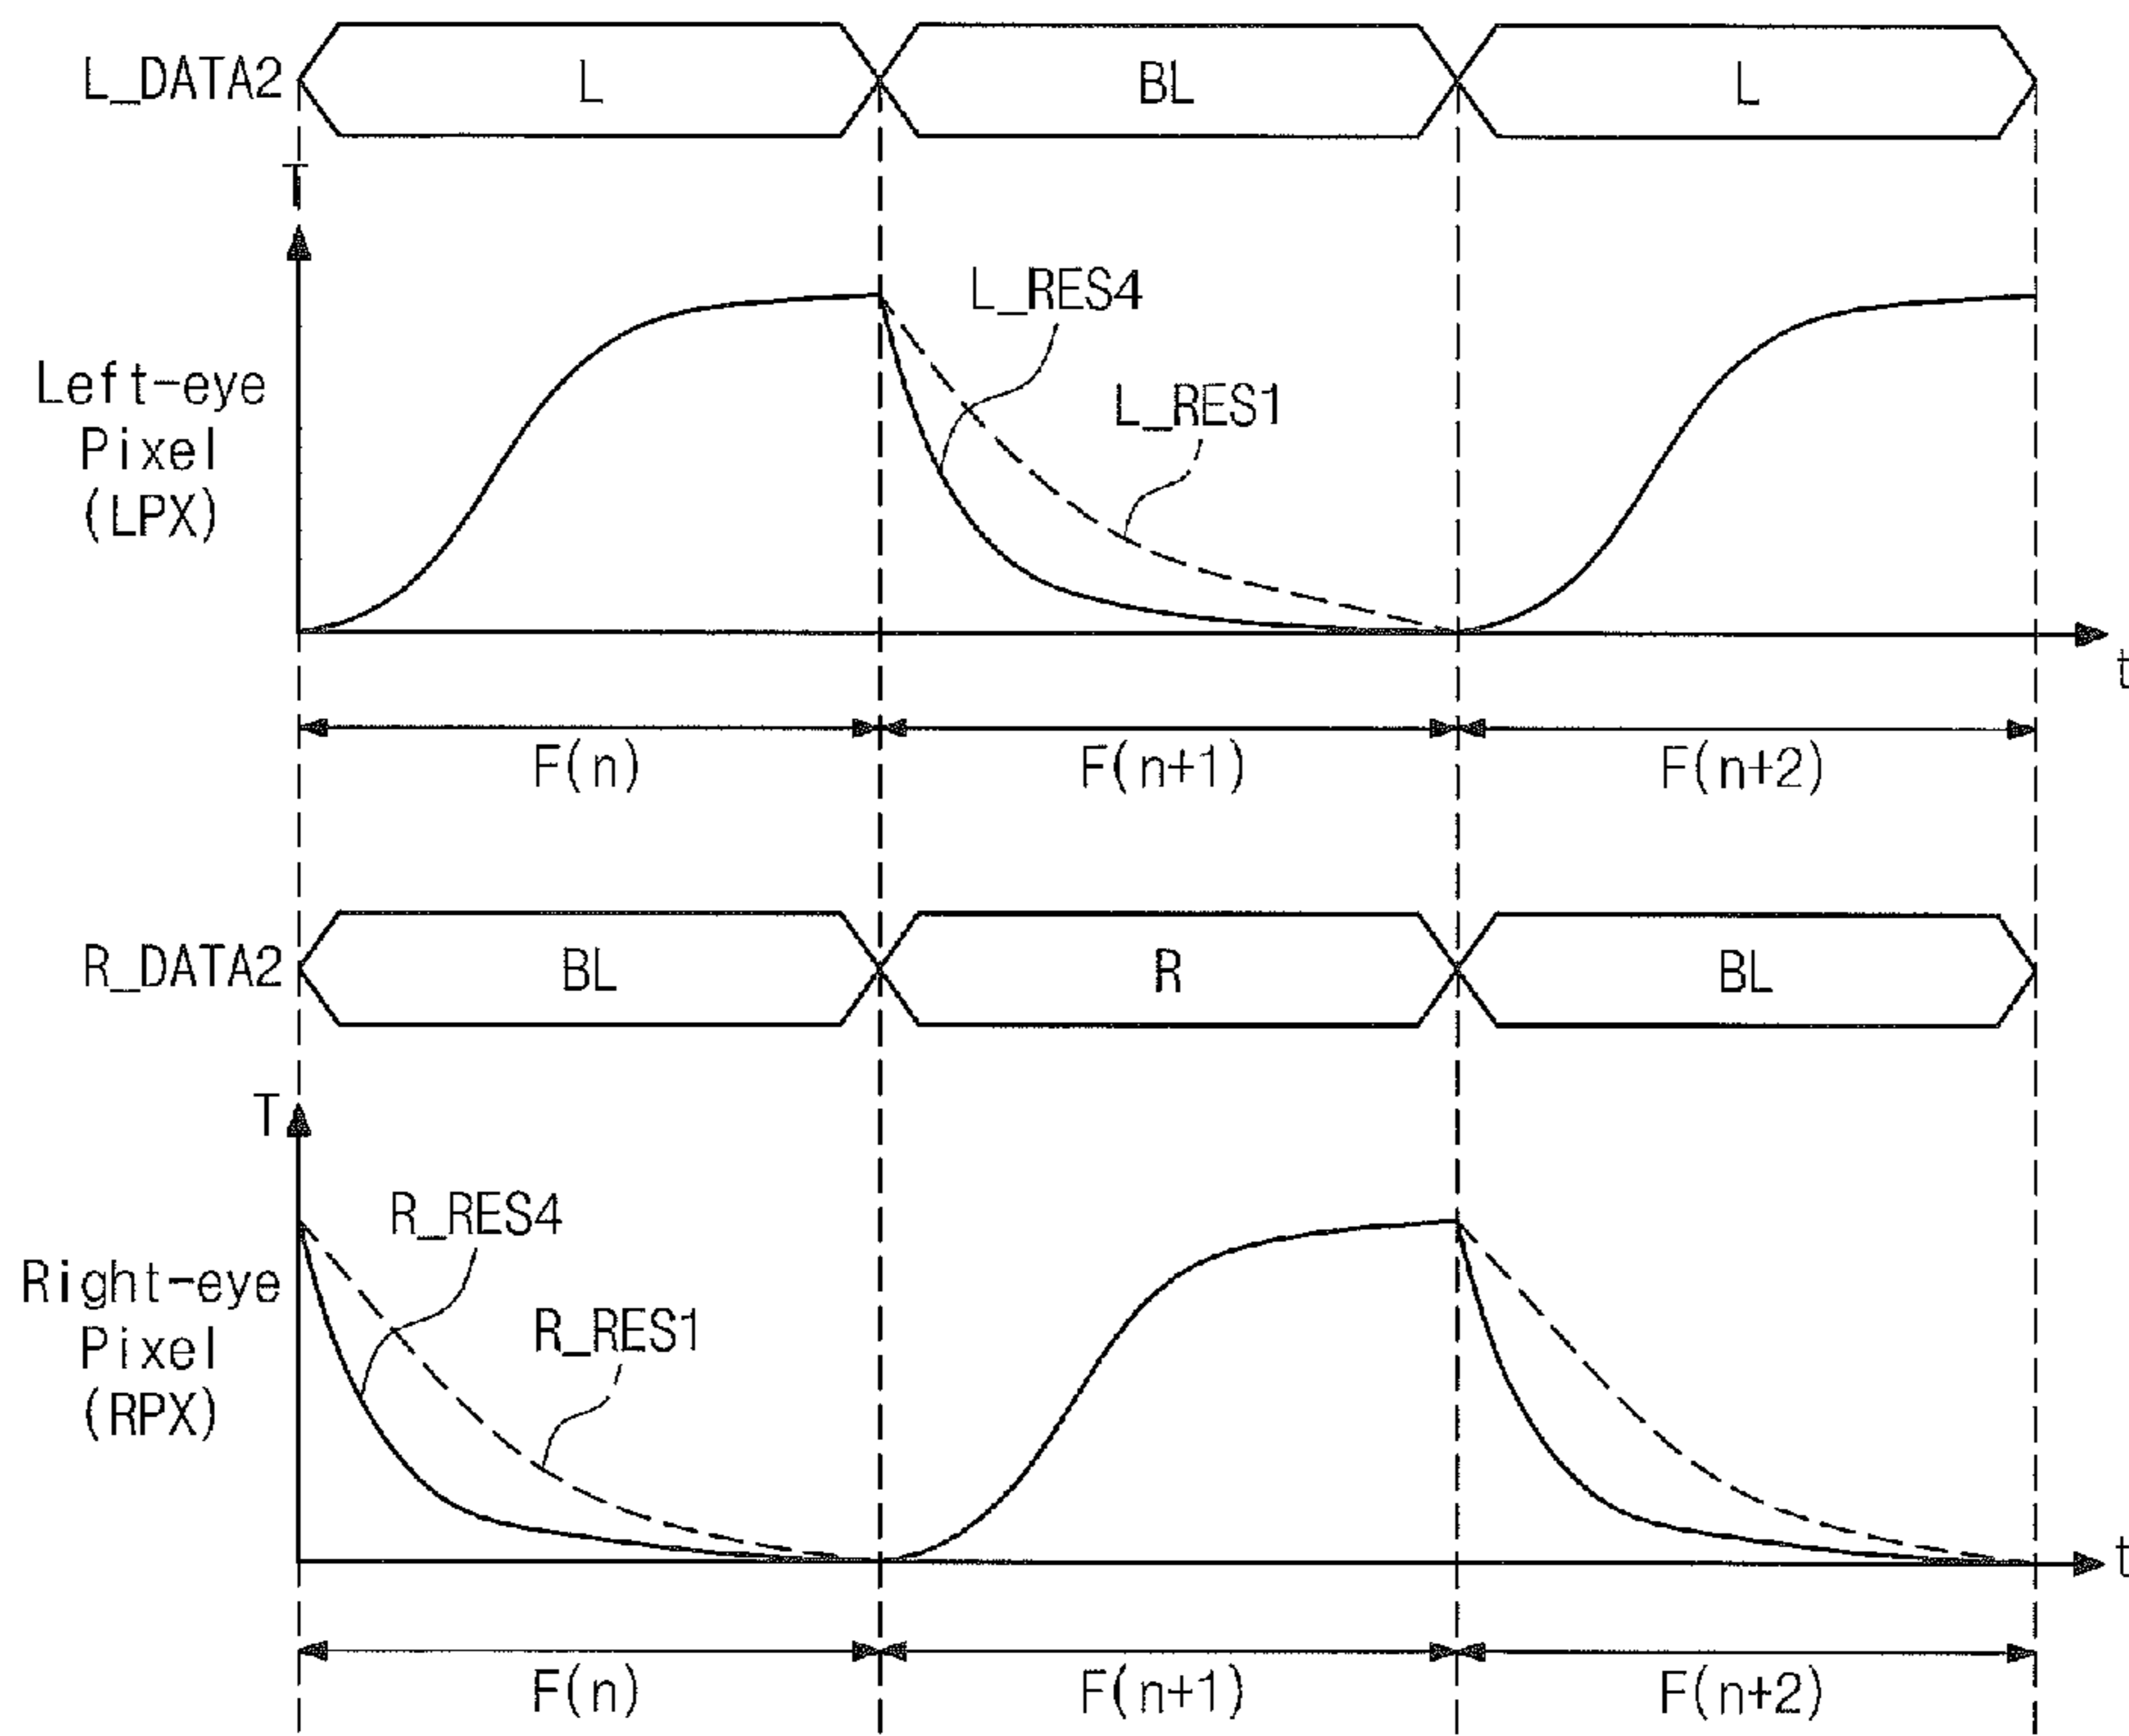 L_DATA2
L
BL
L
T
L_RES4
L_RES1
Left-eye
Pixel
(LPX)
t
F(n)
F(n+1)
F(n+2)
R_DATA2
BL
R
BL
T
R_RES4
R_RES1
Right-eye
Pixel
(RPX)
t
F(n)
F(n+1)
F(n+2)